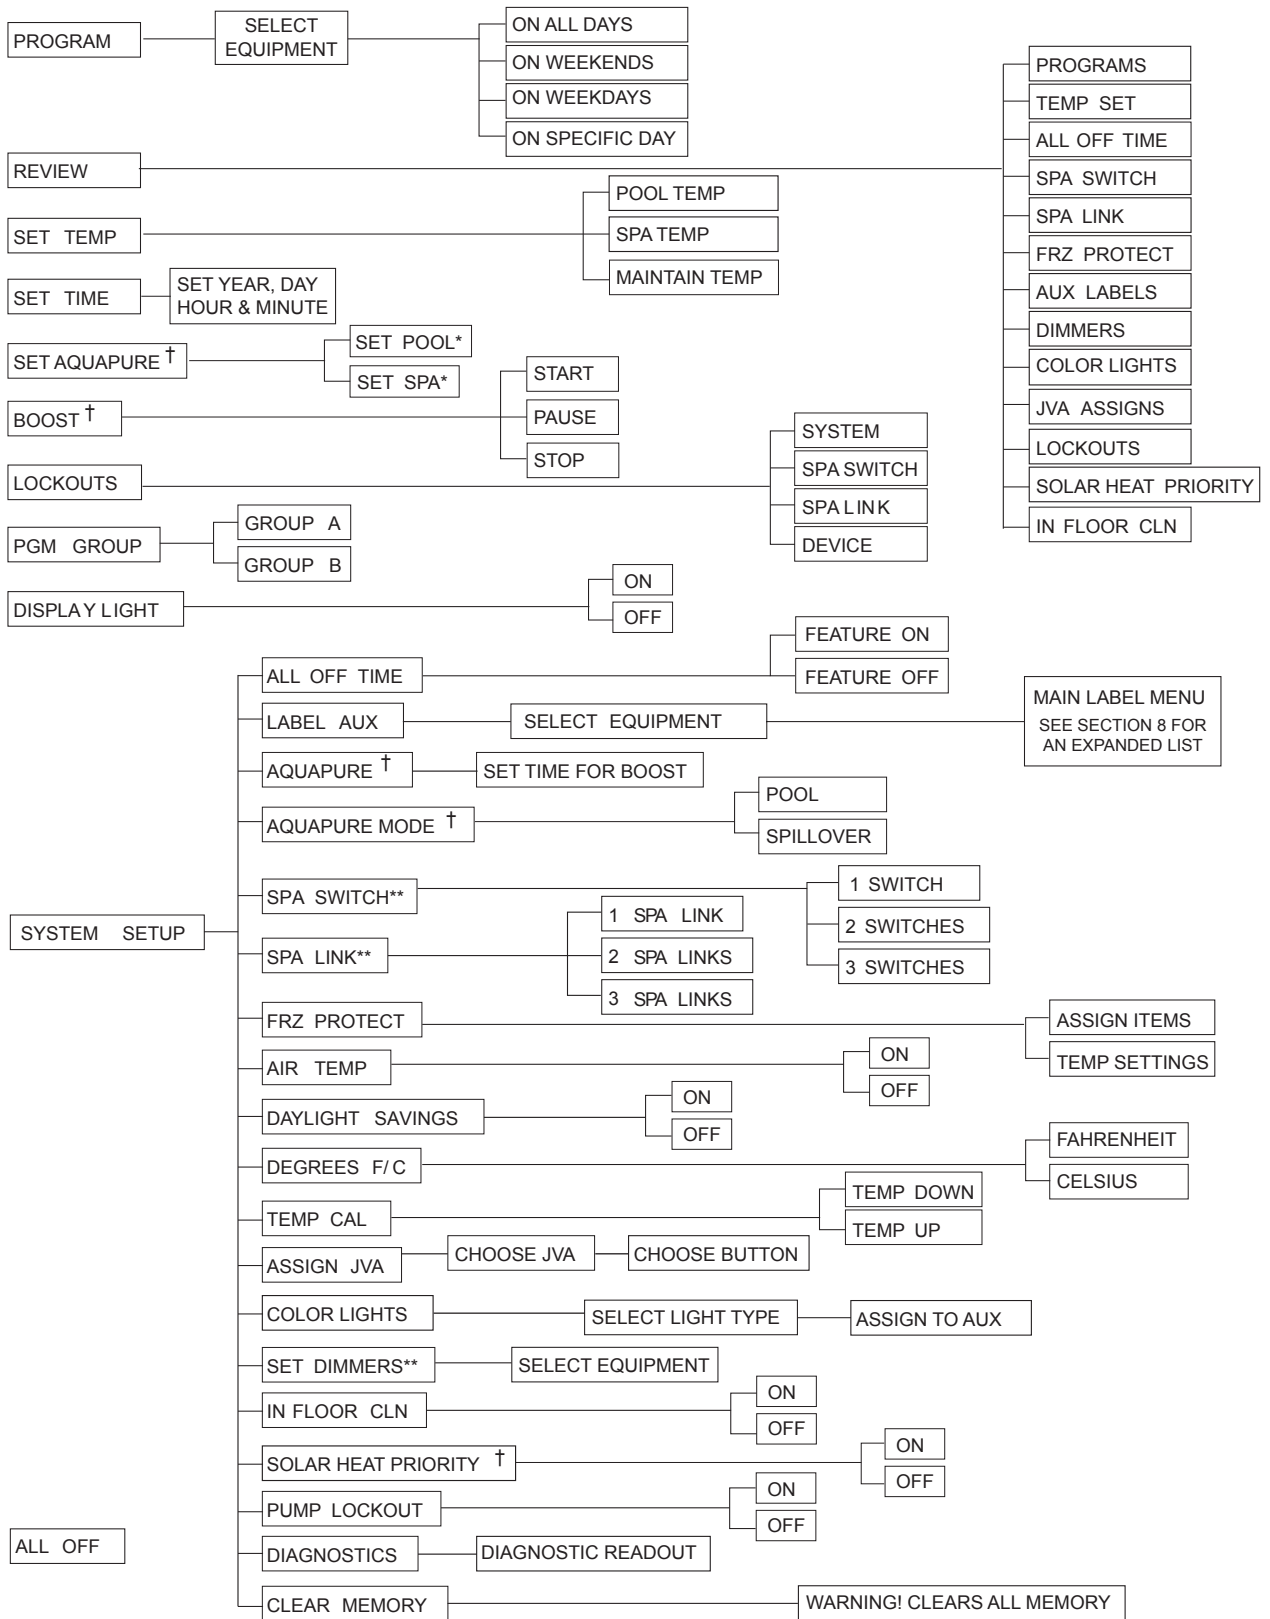 PROGRAM
SELECT
EQUIPMENT
ON ALL DAYS
ON WEEKENDS
ON WEEKDAYS
ON SPECIFIC DAY
REVIEW
PROGRAMS
TEMP SET
ALL OFF TIME
SPA SWITCH
SPA LINK
FRZ PROTECT
AUX LABELS
DIMMERS
COLOR LIGHTS
JVA ASSIGNS
LOCKOUTS
SOLAR HEAT PRIORITY
IN FLOOR CLN
SET TEMP
POOL TEMP
SPA TEMP
MAINTAIN TEMP
SET TIME
SET YEAR, DAY
HOUR & MINUTE
SET AQUAPURE †
SET POOL*
SET SPA*
BOOST †
START
PAUSE
STOP
LOCKOUTS
SYSTEM
SPA SWITCH
SPA LINK
DEVICE
PGM GROUP
GROUP A
GROUP B
DISPLAY LIGHT
ON
OFF
SYSTEM SETUP
ALL OFF TIME
FEATURE ON
FEATURE OFF
LABEL AUX
SELECT EQUIPMENT
MAIN LABEL MENU
SEE SECTION 8 FOR
AN EXPANDED LIST
AQUAPURE †
SET TIME FOR BOOST
AQUAPURE MODE †
POOL
SPILLOVER
SPA SWITCH**
1 SWITCH
2 SWITCHES
3 SWITCHES
SPA LINK**
1 SPA LINK
2 SPA LINKS
3 SPA LINKS
FRZ PROTECT
ASSIGN ITEMS
TEMP SETTINGS
AIR TEMP
ON
OFF
DAYLIGHT SAVINGS
ON
OFF
DEGREES F/C
FAHRENHEIT
CELSIUS
TEMP CAL
TEMP DOWN
TEMP UP
ASSIGN JVA
CHOOSE JVA
CHOOSE BUTTON
COLOR LIGHTS
SELECT LIGHT TYPE
ASSIGN TO AUX
SET DIMMERS**
SELECT EQUIPMENT
IN FLOOR CLN
ON
OFF
SOLAR HEAT PRIORITY †
ON
OFF
PUMP LOCKOUT
ON
OFF
DIAGNOSTICS
DIAGNOSTIC READOUT
CLEAR MEMORY
WARNING! CLEARS ALL MEMORY
ALL OFF